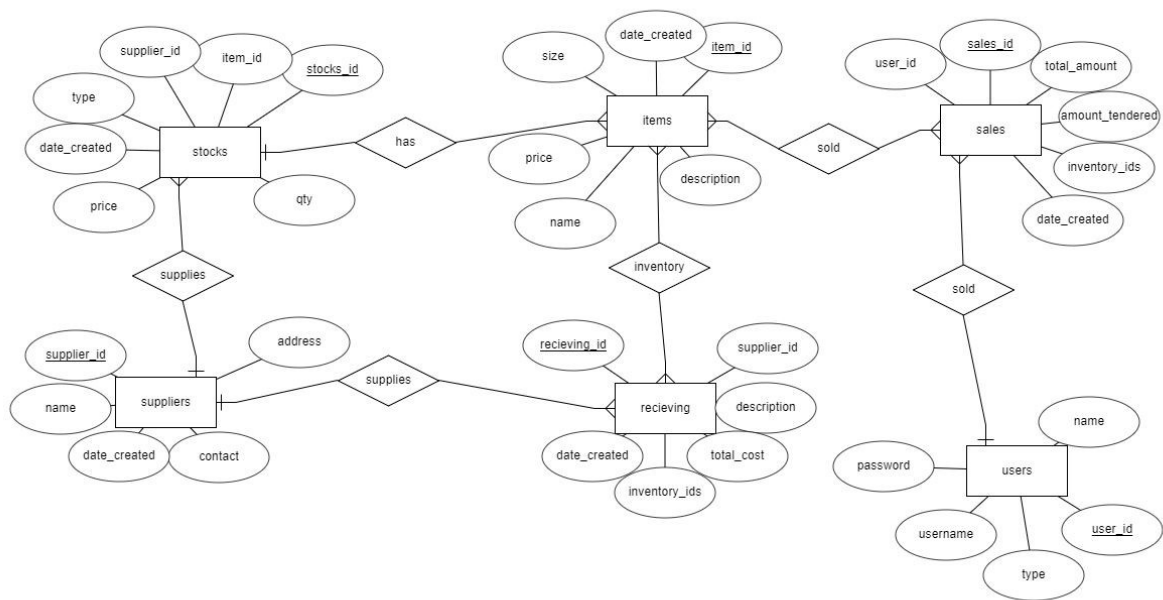 supplier_id
item_id
stocks_id
type
date_created
price
qty
stocks
has
size
date_created
item_id
items
price
name
description
sold
user_id
sales_id
total_amount
amount_tendered
inventory_ids
date_created
sales
supplies
inventory
sold
supplier_id
address
name
date_created
contact
suppliers
supplies
recieving_id
supplier_id
recieving
description
total_cost
date_created
inventory_ids
name
password
users
username
user_id
type